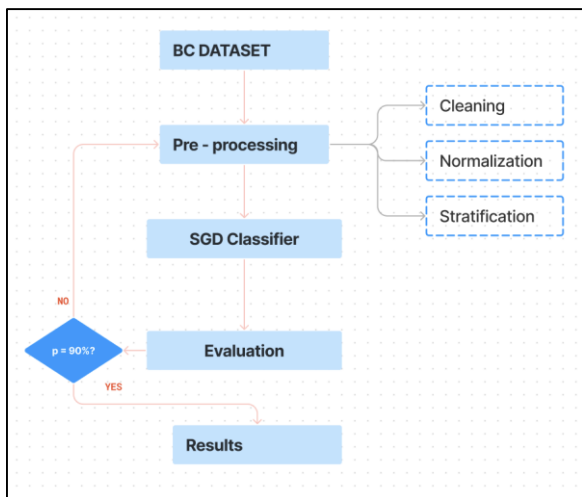 BC DATASET
Cleaning
Pre - processing
Normalization
Stratification
SGD Classifier
NO
p = 90%?
Evaluation
YES
Results